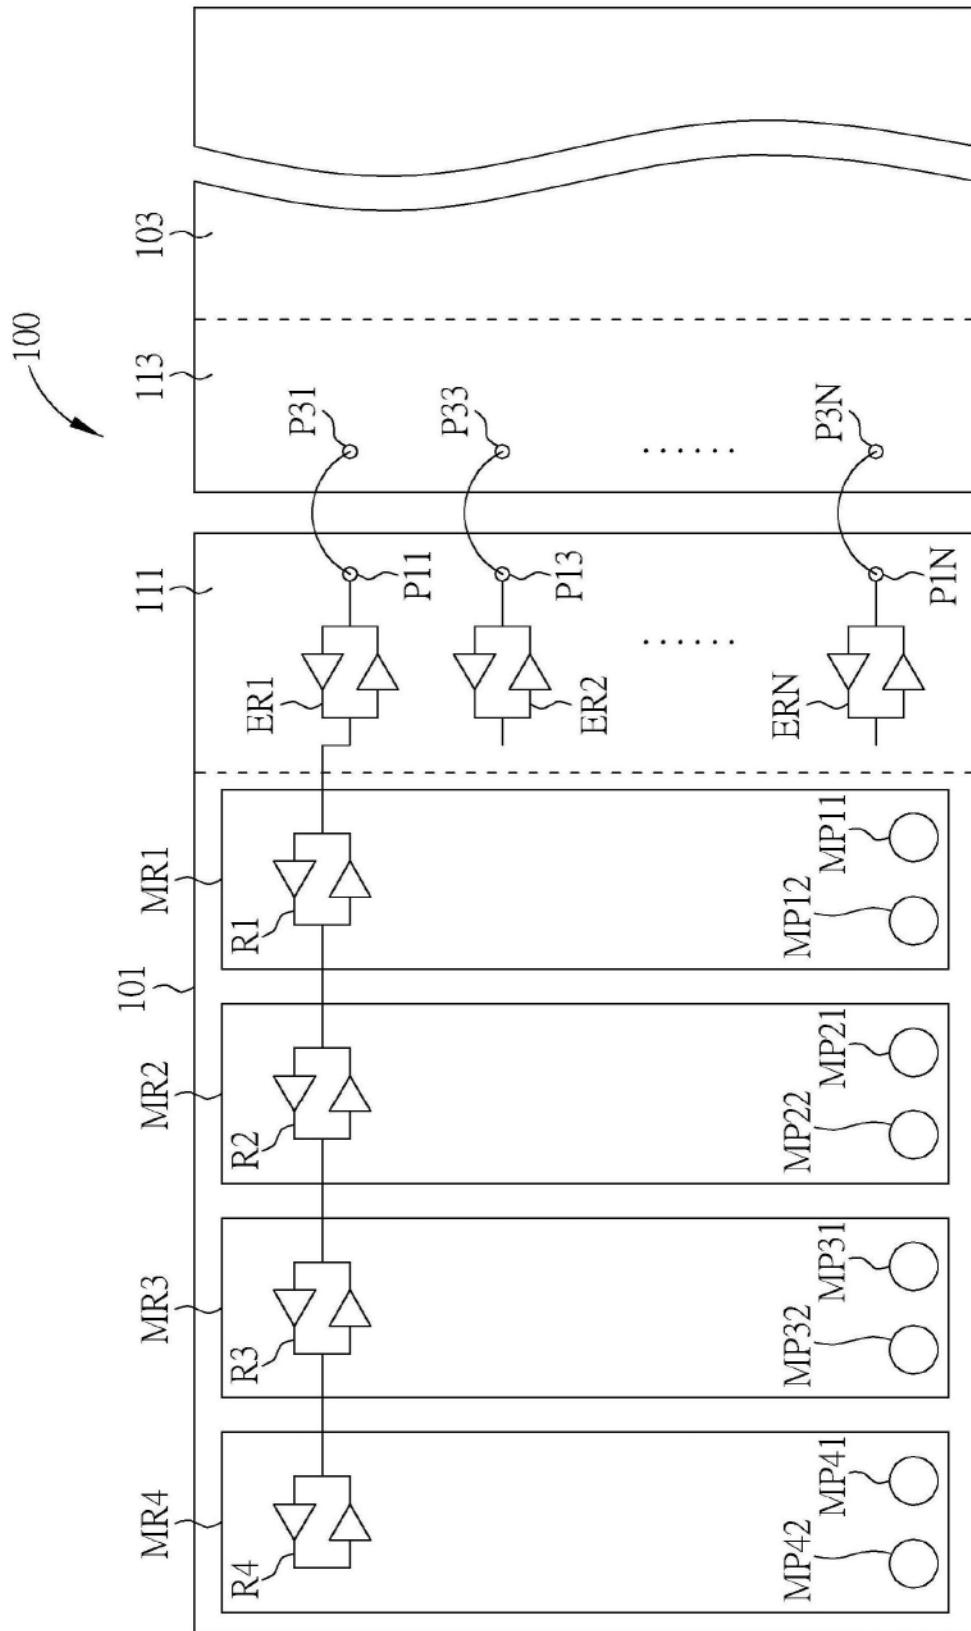 100
MR4
MR3
MR2
101
MR1
111
113
103
R4
R3
R2
R1
ER1
P11
P31
ER2
P13
P33
......
......
MP42
MP41
MP32
MP31
MP22
MP21
MP12
MP11
ERN
P1N
P3N